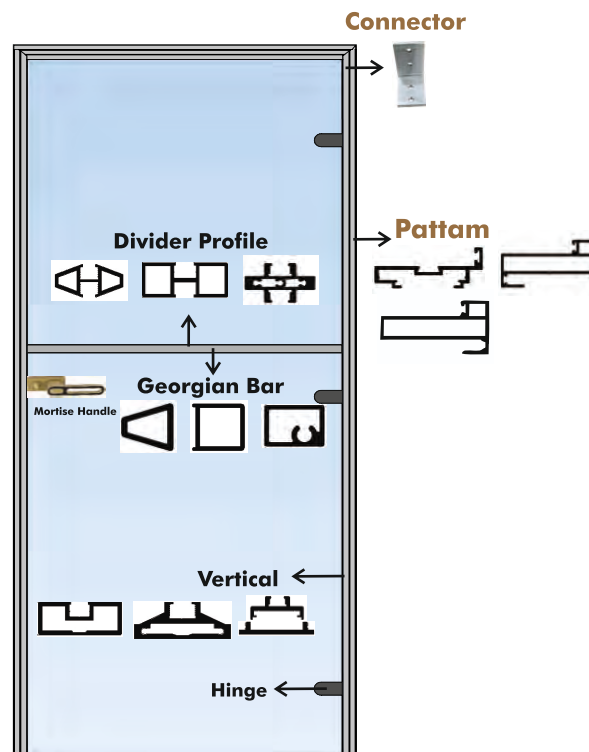 Connector
Divider Profile
Pattam
Georgian Bar
Mortise Handle
Vertical
Hinge